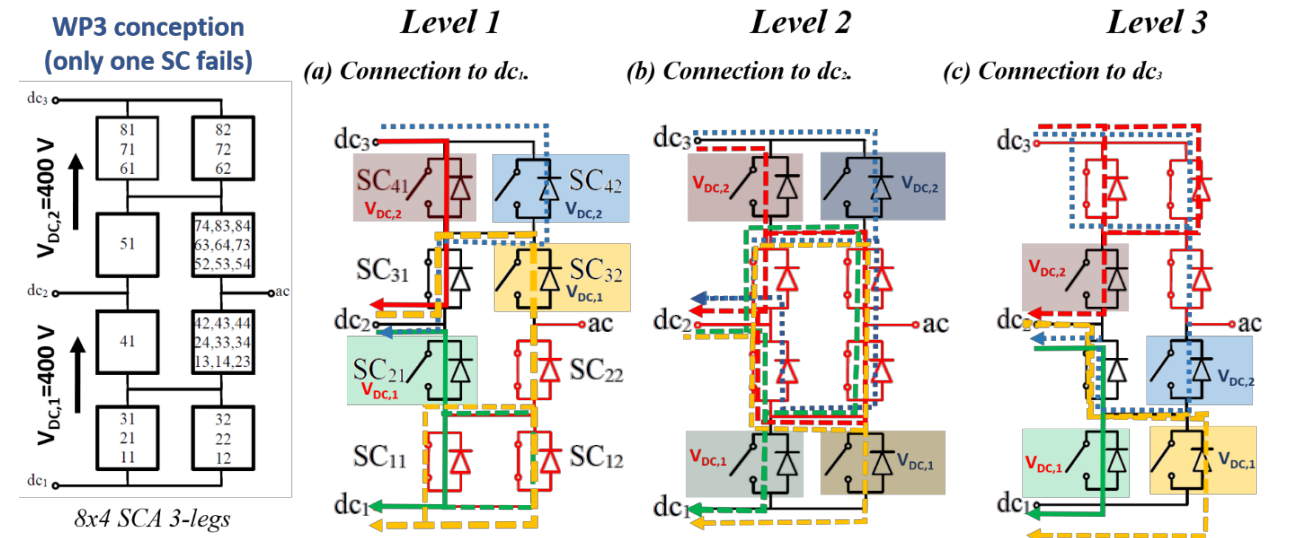 WP3 conception
(only one SC fails)
dc3
81
71
61
82
72
62
VDC,2=400 V
51
74,83,84
63,64,73
52,53,54
dc2
ac
VDC,1=400 V
41
42,43,44
24,33,34
13,14,23
31
21
11
32
22
12
dc1
8x4 SCA 3-legs
Level 1
(a) Connection to dc1.
dc3
SC41
VDC,2
SC42
VDC,2
SC31
SC32
VDC,1
dc2
ac
SC21
VDC,1
SC22
SC11
SC12
dc1
Level 2
(b) Connection to dc2.
dc3
VDC,2
VDC,2
dc2
ac
VDC,1
VDC,1
dc1
Level 3
(c) Connection to dc3
dc3
VDC,2
dc2
ac
VDC,2
VDC,1
VDC,1
dc1